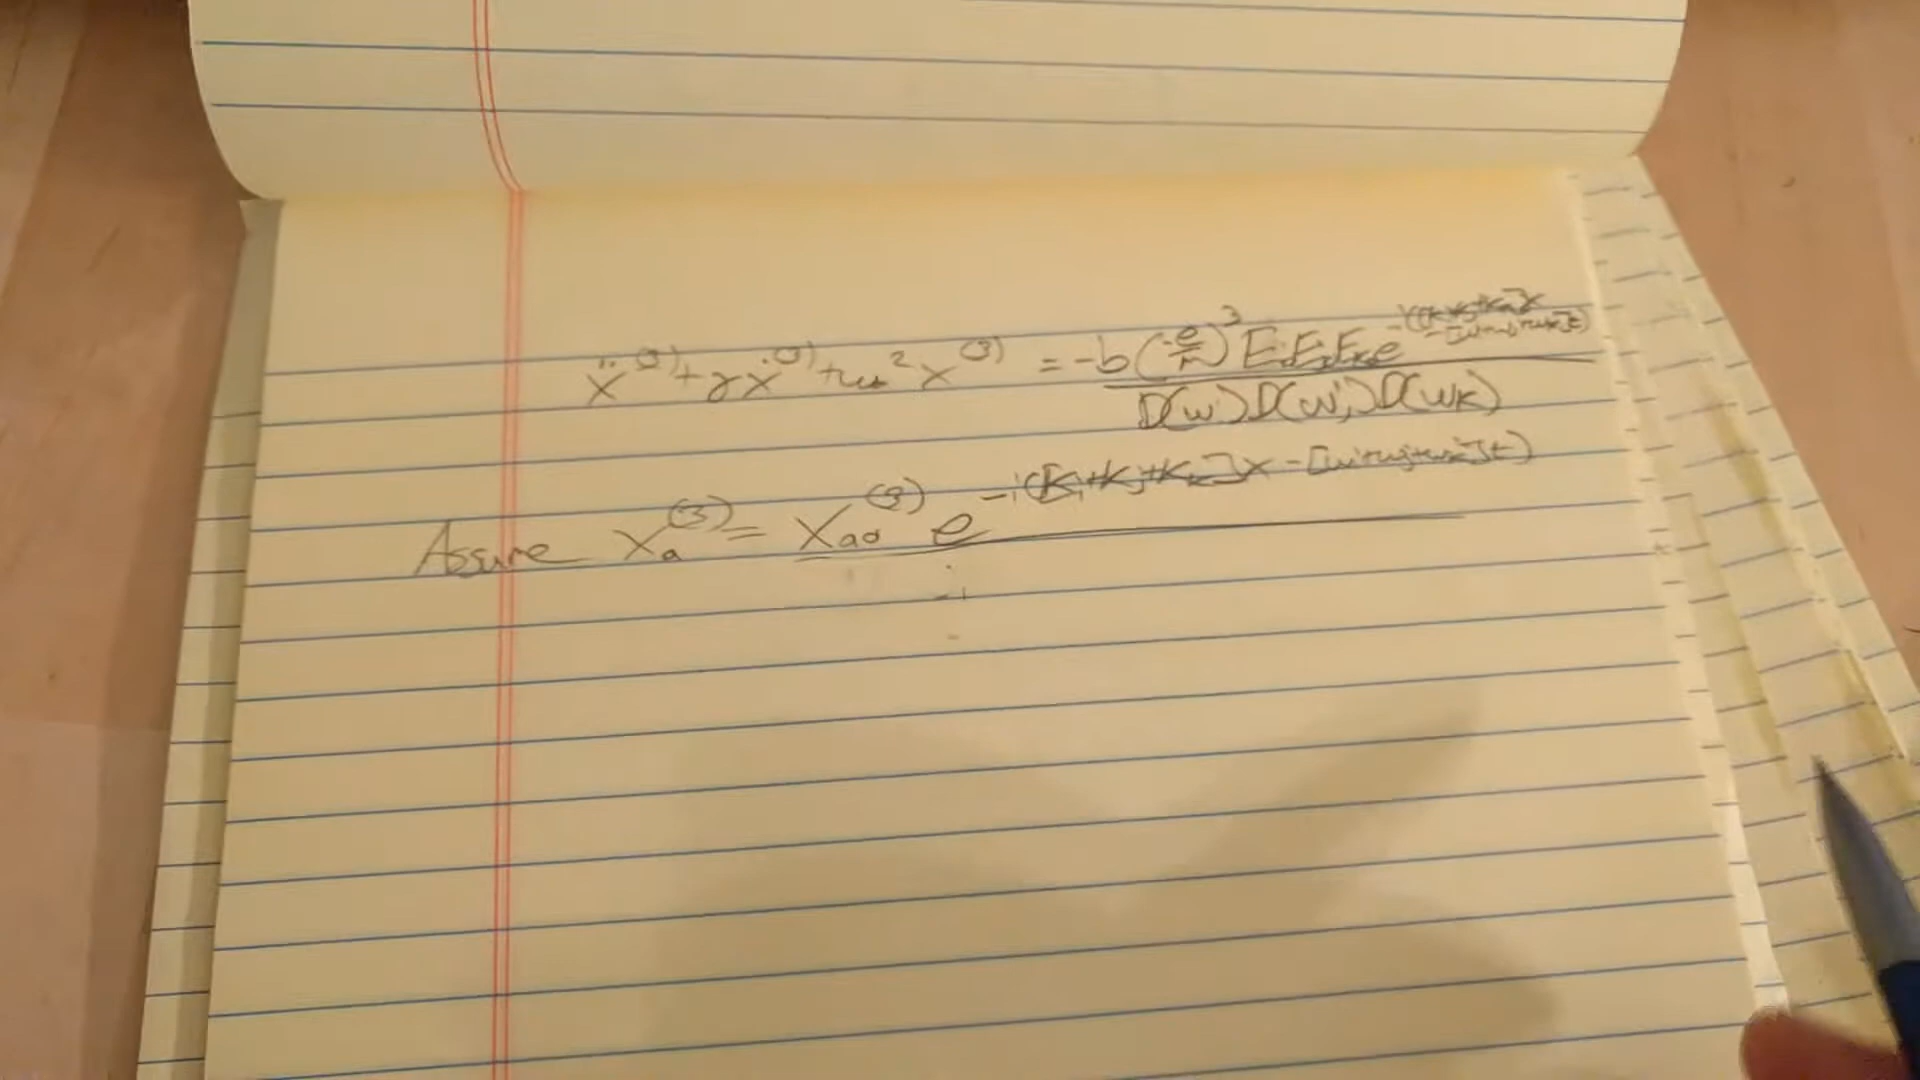 ẍ⁽³⁾ + γẋ⁽³⁾ + ω₀²x⁽³⁾ = -b(-e/m)³ EᵢEⱼEₖ e^{-i([kᵢ+kⱼ+kₖ]x - [ωᵢ+ωⱼ+ωₖ]t)} / D(ωᵢ)D(ωⱼ)D(ωₖ)
Assume xₐ⁽³⁾ = xₐ₀⁽³⁾ e^{-i([kᵢ+kⱼ+kₖ]x - [ωᵢ+ωⱼ+ωₖ]t)}